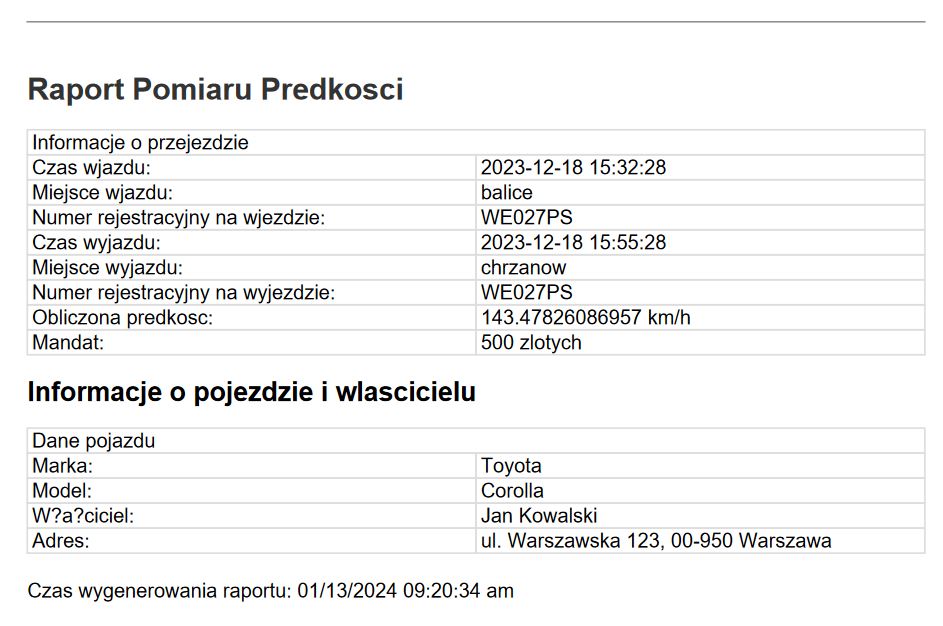 Raport Pomiaru Predkosci
Informacje o przejezdzie
Czas wjazdu: 2023-12-18 15:32:28
Miejsce wjazdu: balice
Numer rejestracyjny na wjezdzie: WE027PS
Czas wyjazdu: 2023-12-18 15:55:28
Miejsce wyjazdu: chrzanow
Numer rejestracyjny na wyjezdzie: WE027PS
Obliczona predkosc: 143.47826086957 km/h
Mandat: 500 zlotych
Informacje o pojezdzie i wlascicielu
Dane pojazdu
Marka: Toyota
Model: Corolla
W?a?ciciel: Jan Kowalski
Adres: ul. Warszawska 123, 00-950 Warszawa
Czas wygenerowania raportu: 01/13/2024 09:20:34 am